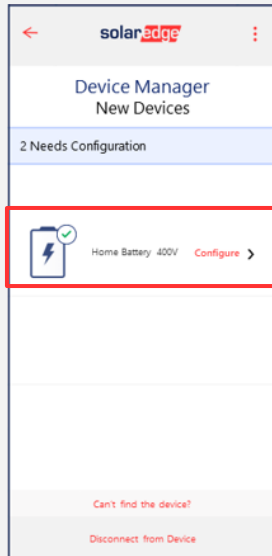 solaredge
Device Manager
New Devices
2 Needs Configuration
Home Battery 400V Configure
Can't find the device?
Disconnect from Device